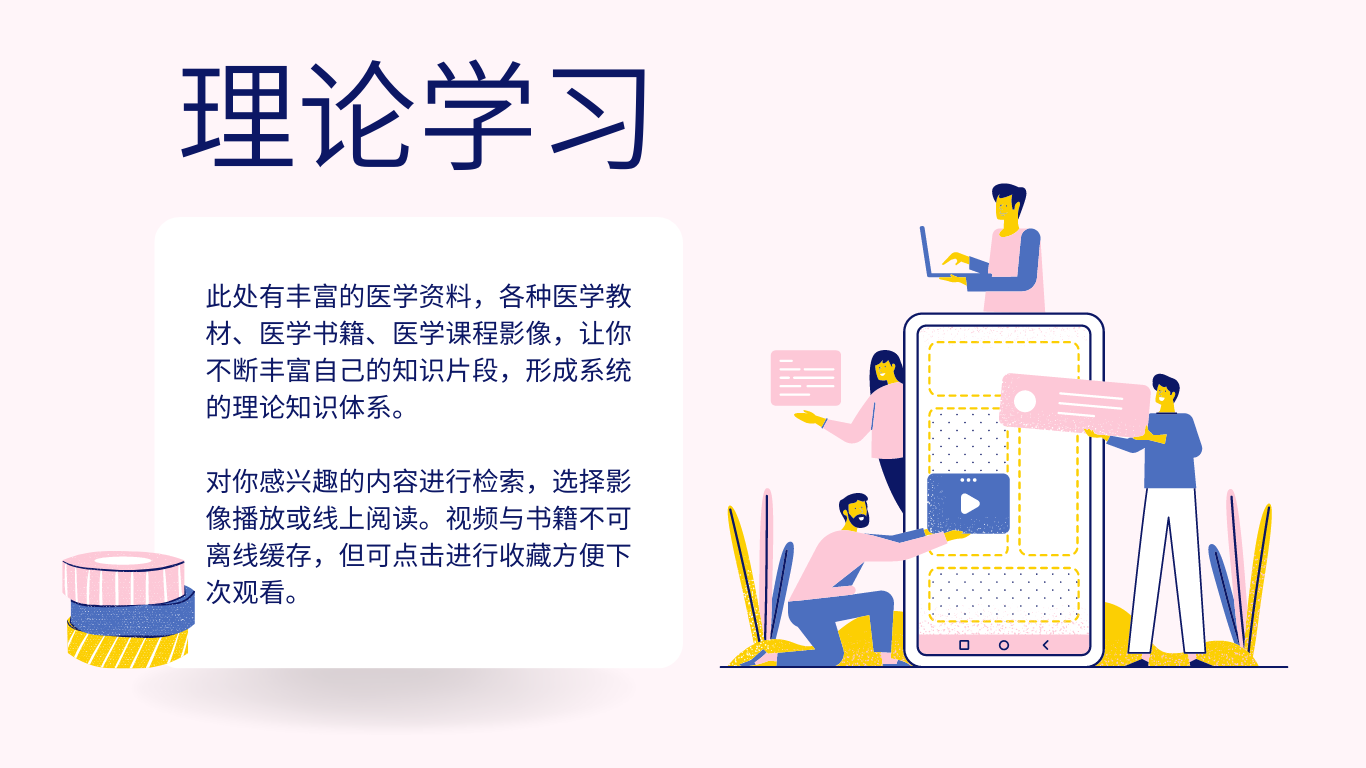 理论学习
此处有丰富的医学资料，各种医学教
材、医学书籍、医学课程影像，让你
不断丰富自己的知识片段，形成系统
的理论知识体系。
对你感兴趣的内容进行检索，选择影
像播放或线上阅读。视频与书籍不可
离线缓存，但可点击进行收藏方便下
次观看。